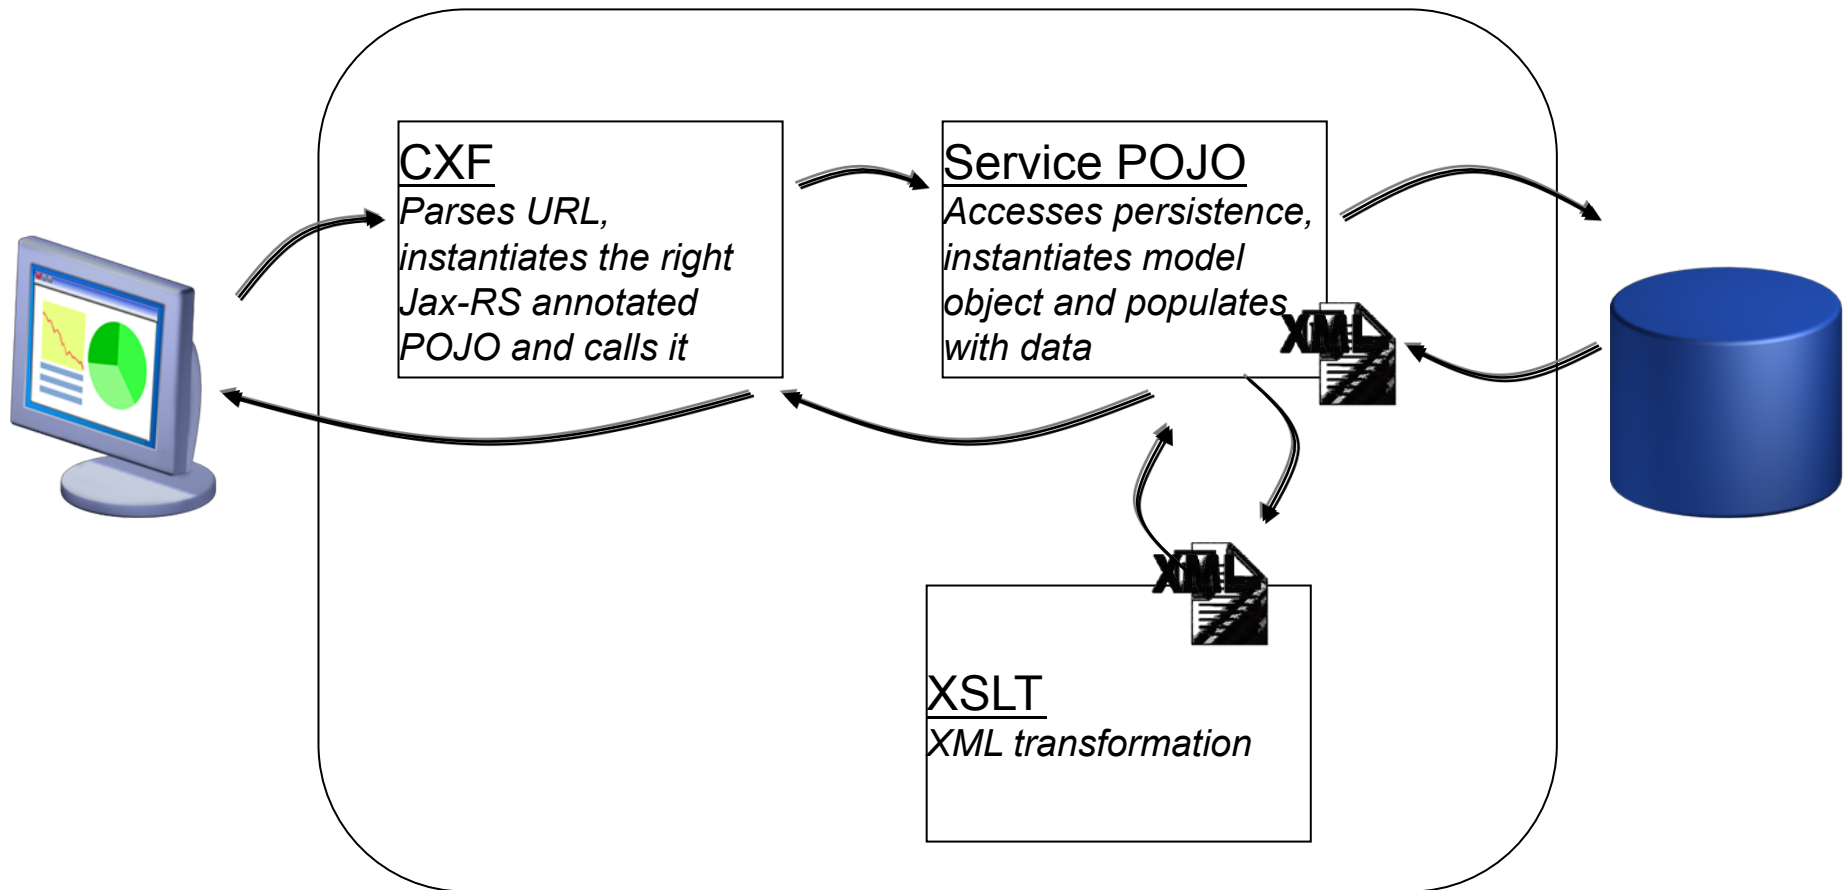 CXF
Parses URL,
instantiates the right
Jax-RS annotated
POJO and calls it
Service POJO
Accesses persistence,
instantiates model
object and populates
with data
XML
XML
XSLT
XML transformation